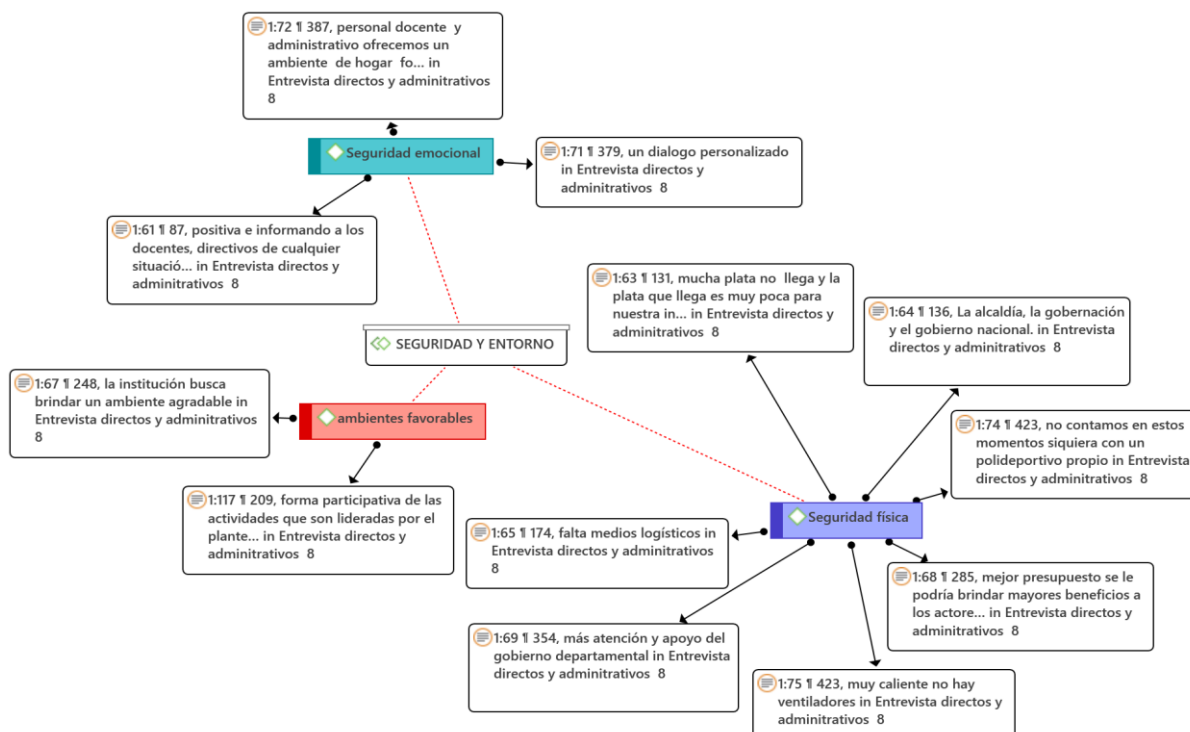 1:72 ¶ 387, personal docente y
administrativo ofrecemos un
ambiente de hogar fo... in
Entrevista directos y adminitrativos
8
Seguridad emocional
1:71 ¶ 379, un dialogo personalizado
in Entrevista directos y
adminitrativos 8
1:61 ¶ 87, positiva e informando a los
docentes, directivos de cualquier
situació... in Entrevista directos y
adminitrativos 8
1:63 ¶ 131, mucha plata no llega y la
plata que llega es muy poca para
nuestra in... in Entrevista directos y
adminitrativos 8
1:64 ¶ 136, La alcaldía, la gobernación
y el gobierno nacional. in Entrevista
directos y adminitrativos 8
SEGURIDAD Y ENTORNO
1:67 ¶ 248, la institución busca
brindar un ambiente agradable in
Entrevista directos y adminitrativos
8
ambientes favorables
1:74 ¶ 423, no contamos en estos
momentos siquiera con un
polideportivo propio in Entrevista
directos y adminitrativos 8
1:117 ¶ 209, forma participativa de las
actividades que son lideradas por el
plante... in Entrevista directos y
adminitrativos 8
Seguridad física
1:65 ¶ 174, falta medios logísticos in
Entrevista directos y adminitrativos
8
1:68 ¶ 285, mejor presupuesto se le
podría brindar mayores beneficios a
los actore... in Entrevista directos y
adminitrativos 8
1:69 ¶ 354, más atención y apoyo del
gobierno departamental in Entrevista
directos y adminitrativos 8
1:75 ¶ 423, muy caliente no hay
ventiladores in Entrevista directos y
adminitrativos 8